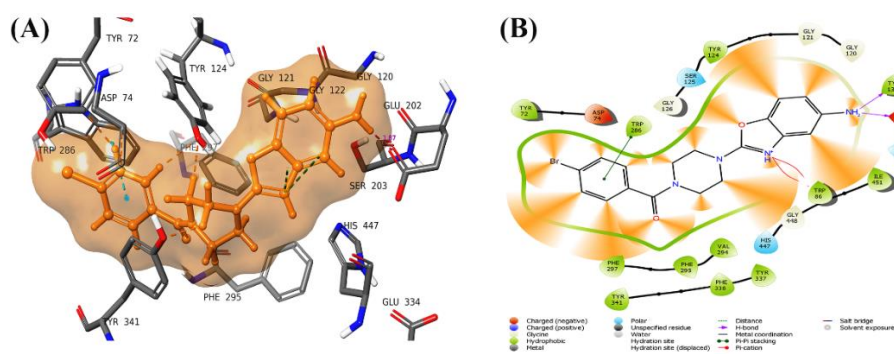 (A)
TYR 72
TYR 124
ASP 74
TRP 286
GLY 121
GLY 120
GLY 122
GLU 202
SER 203
HIS 447
PHE 295
GLU 334
TYR 341
(B)
TYR 72
ASP 74
GLY 126
SER 125
TYR 124
GLY 121
GLY 120
TRP 286
Br
O
N
N
O
N
H
NH
TRP 86
ILE 451
GLY 448
HIS 447
PHE 297
PHE 299
VAL 294
TYR 341
PHE 338
TYR 337
Charged (negative)
Charged (positive)
Glycine
Hydrophobic
Metal
Polar
Unspecified residue
Water
Hydration site
Hydration site (displaced)
Distance
H-bond
Metal coordination
Pi-Pi stacking
Pi-cation
Salt bridge
Solvent exposure